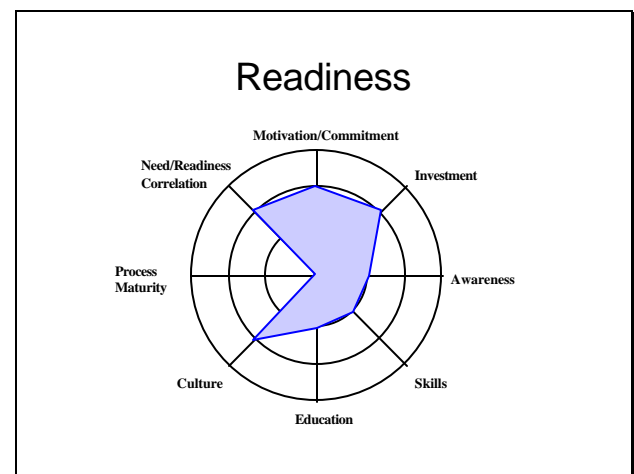 Readiness
Motivation/Commitment
Need/Readiness
Correlation
Investment
Process
Maturity
Awareness
Culture
Skills
Education